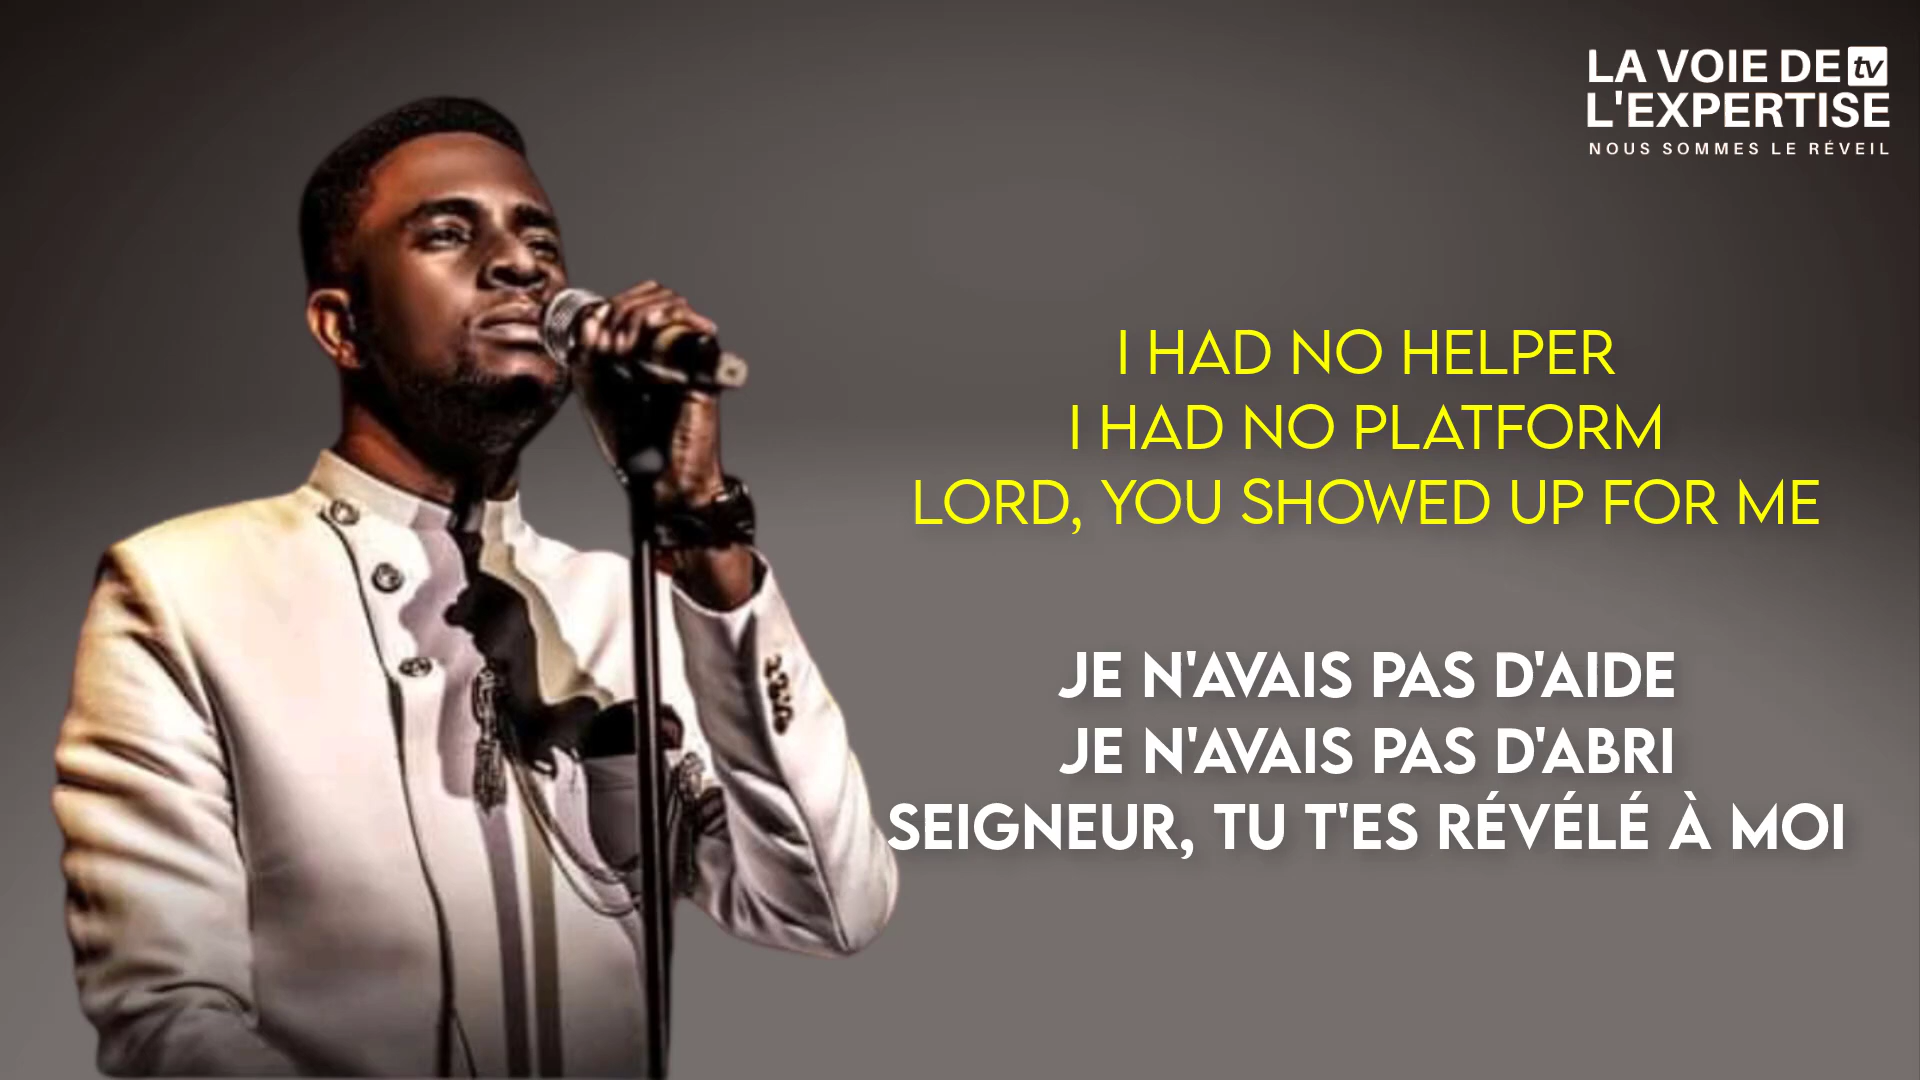 LA VOIE DE tv
L'EXPERTISE
NOUS SOMMES LE RÉVEIL
I HAD NO HELPER
I HAD NO PLATFORM
LORD, YOU SHOWED UP FOR ME
JE N'AVAIS PAS D'AIDE
JE N'AVAIS PAS D'ABRI
SEIGNEUR, TU T'ES RÉVÉLÉ À MOI